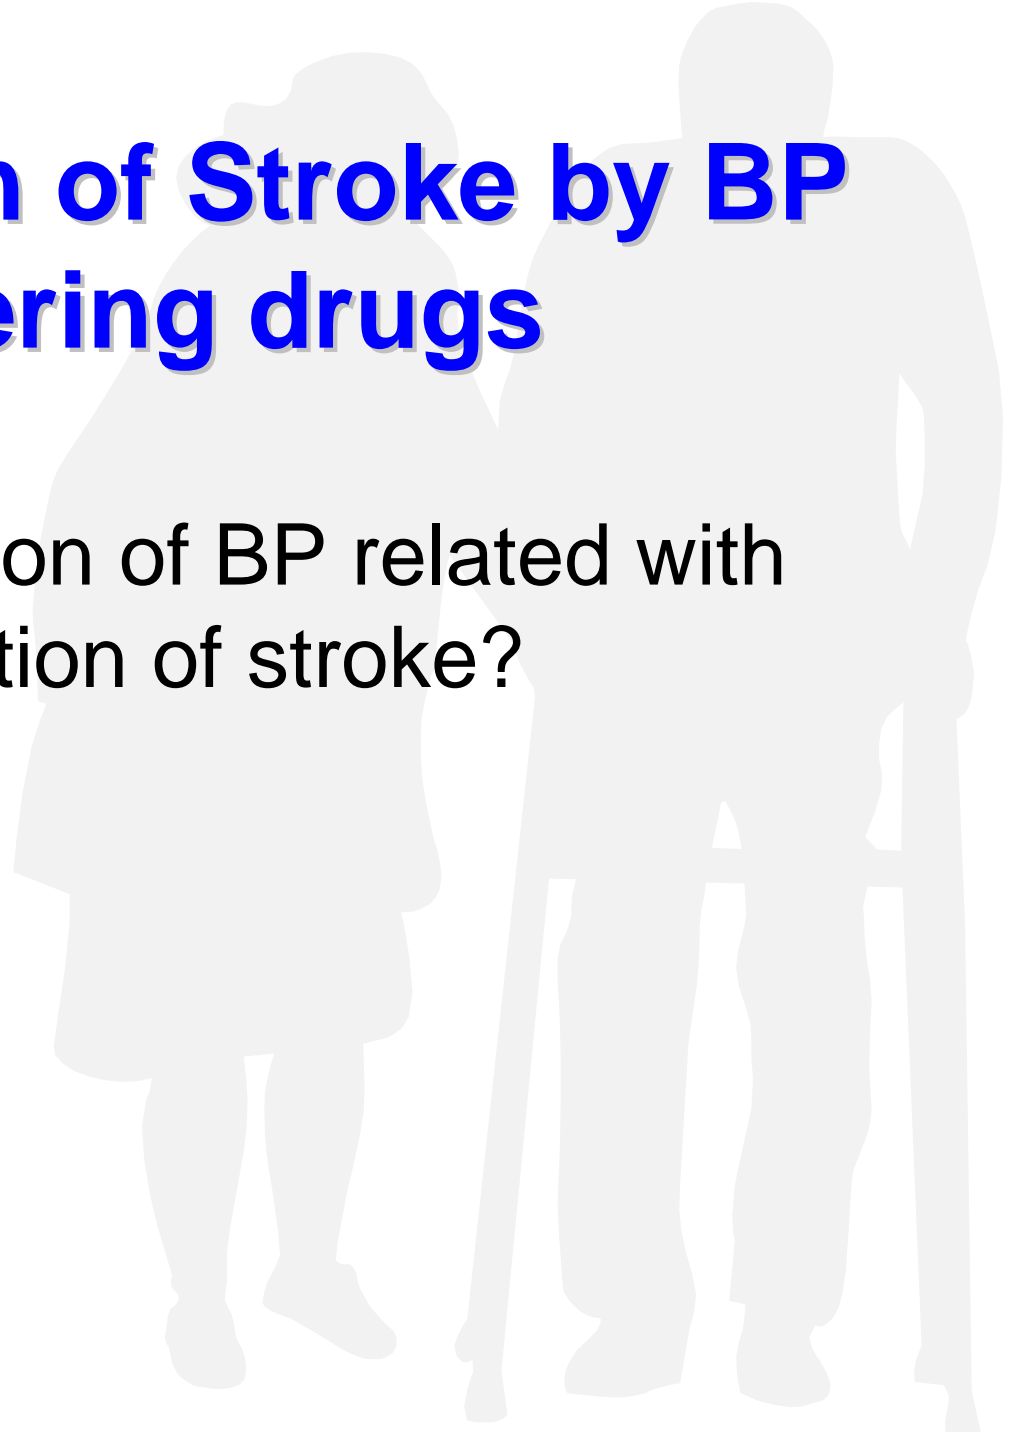 n of Stroke by BP
ering drugs
on of BP related with
tion of stroke?